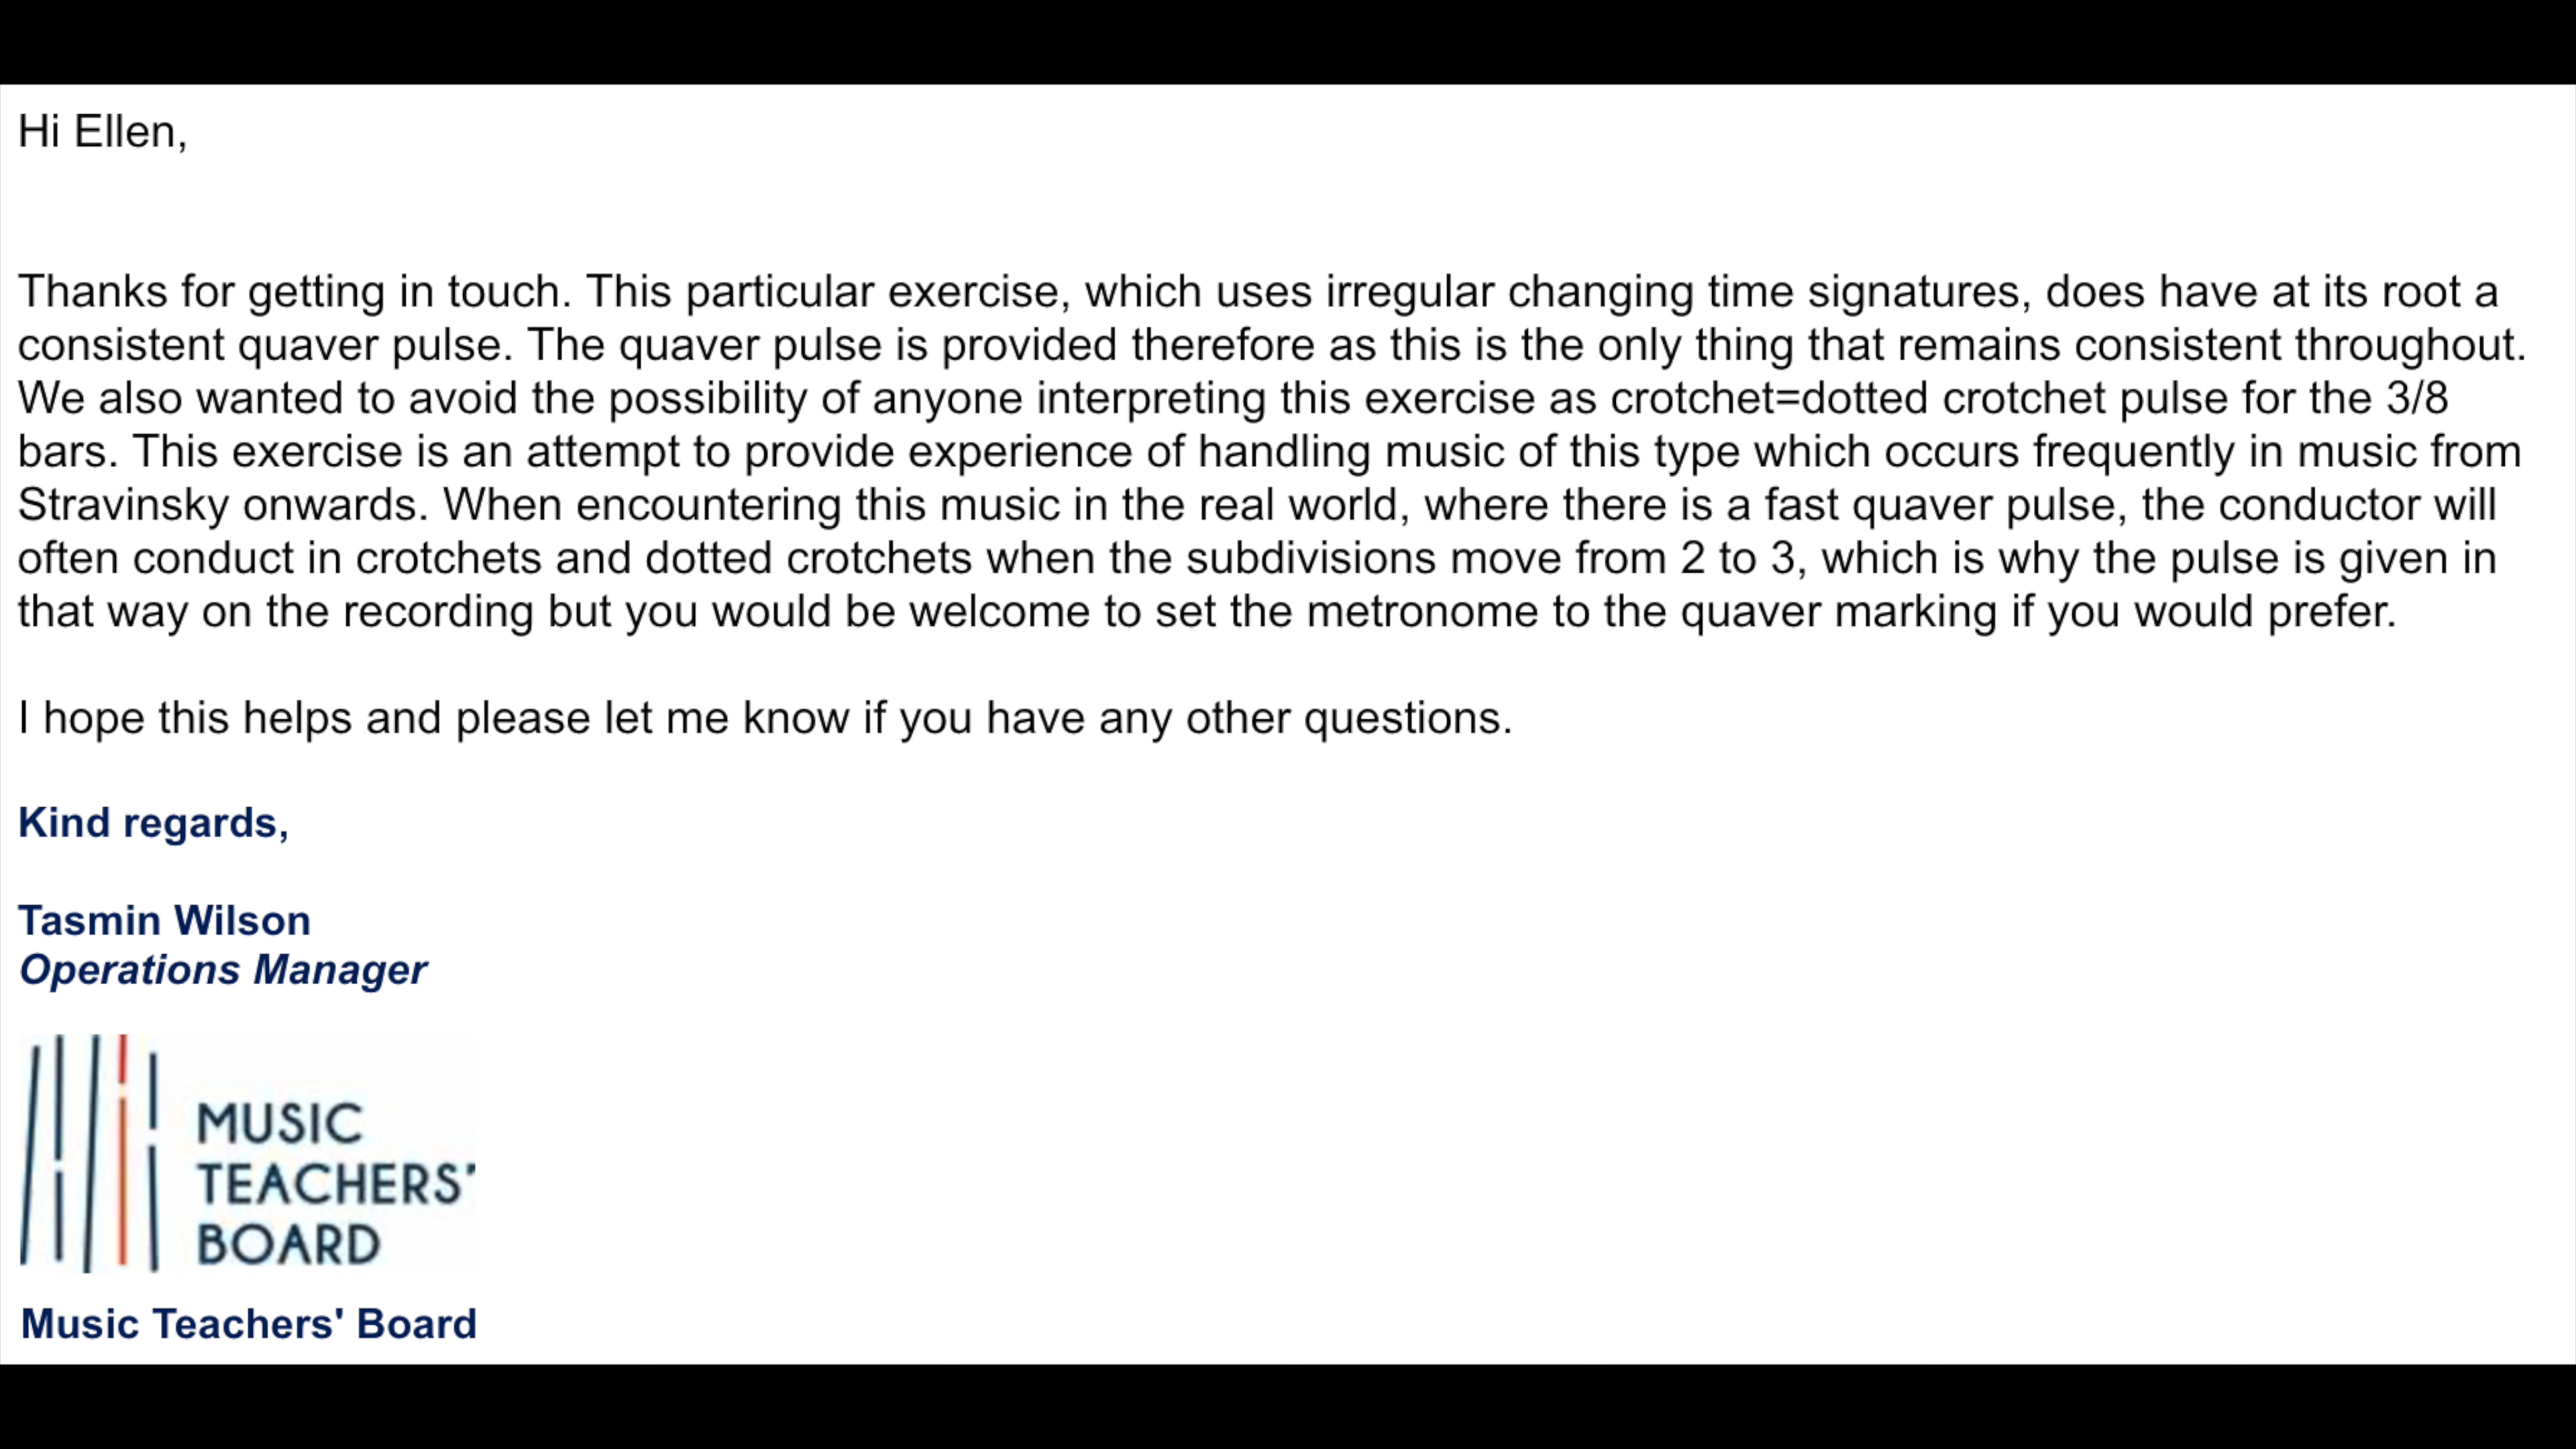 Hi Ellen,
Thanks for getting in touch. This particular exercise, which uses irregular changing time signatures, does have at its root a
consistent quaver pulse. The quaver pulse is provided therefore as this is the only thing that remains consistent throughout.
We also wanted to avoid the possibility of anyone interpreting this exercise as crotchet=dotted crotchet pulse for the 3/8
bars. This exercise is an attempt to provide experience of handling music of this type which occurs frequently in music from
Stravinsky onwards. When encountering this music in the real world, where there is a fast quaver pulse, the conductor will
often conduct in crotchets and dotted crotchets when the subdivisions move from 2 to 3, which is why the pulse is given in
that way on the recording but you would be welcome to set the metronome to the quaver marking if you would prefer.
I hope this helps and please let me know if you have any other questions.
Kind regards,
Tasmin Wilson
Operations Manager
MUSIC
TEACHERS'
BOARD
Music Teachers' Board